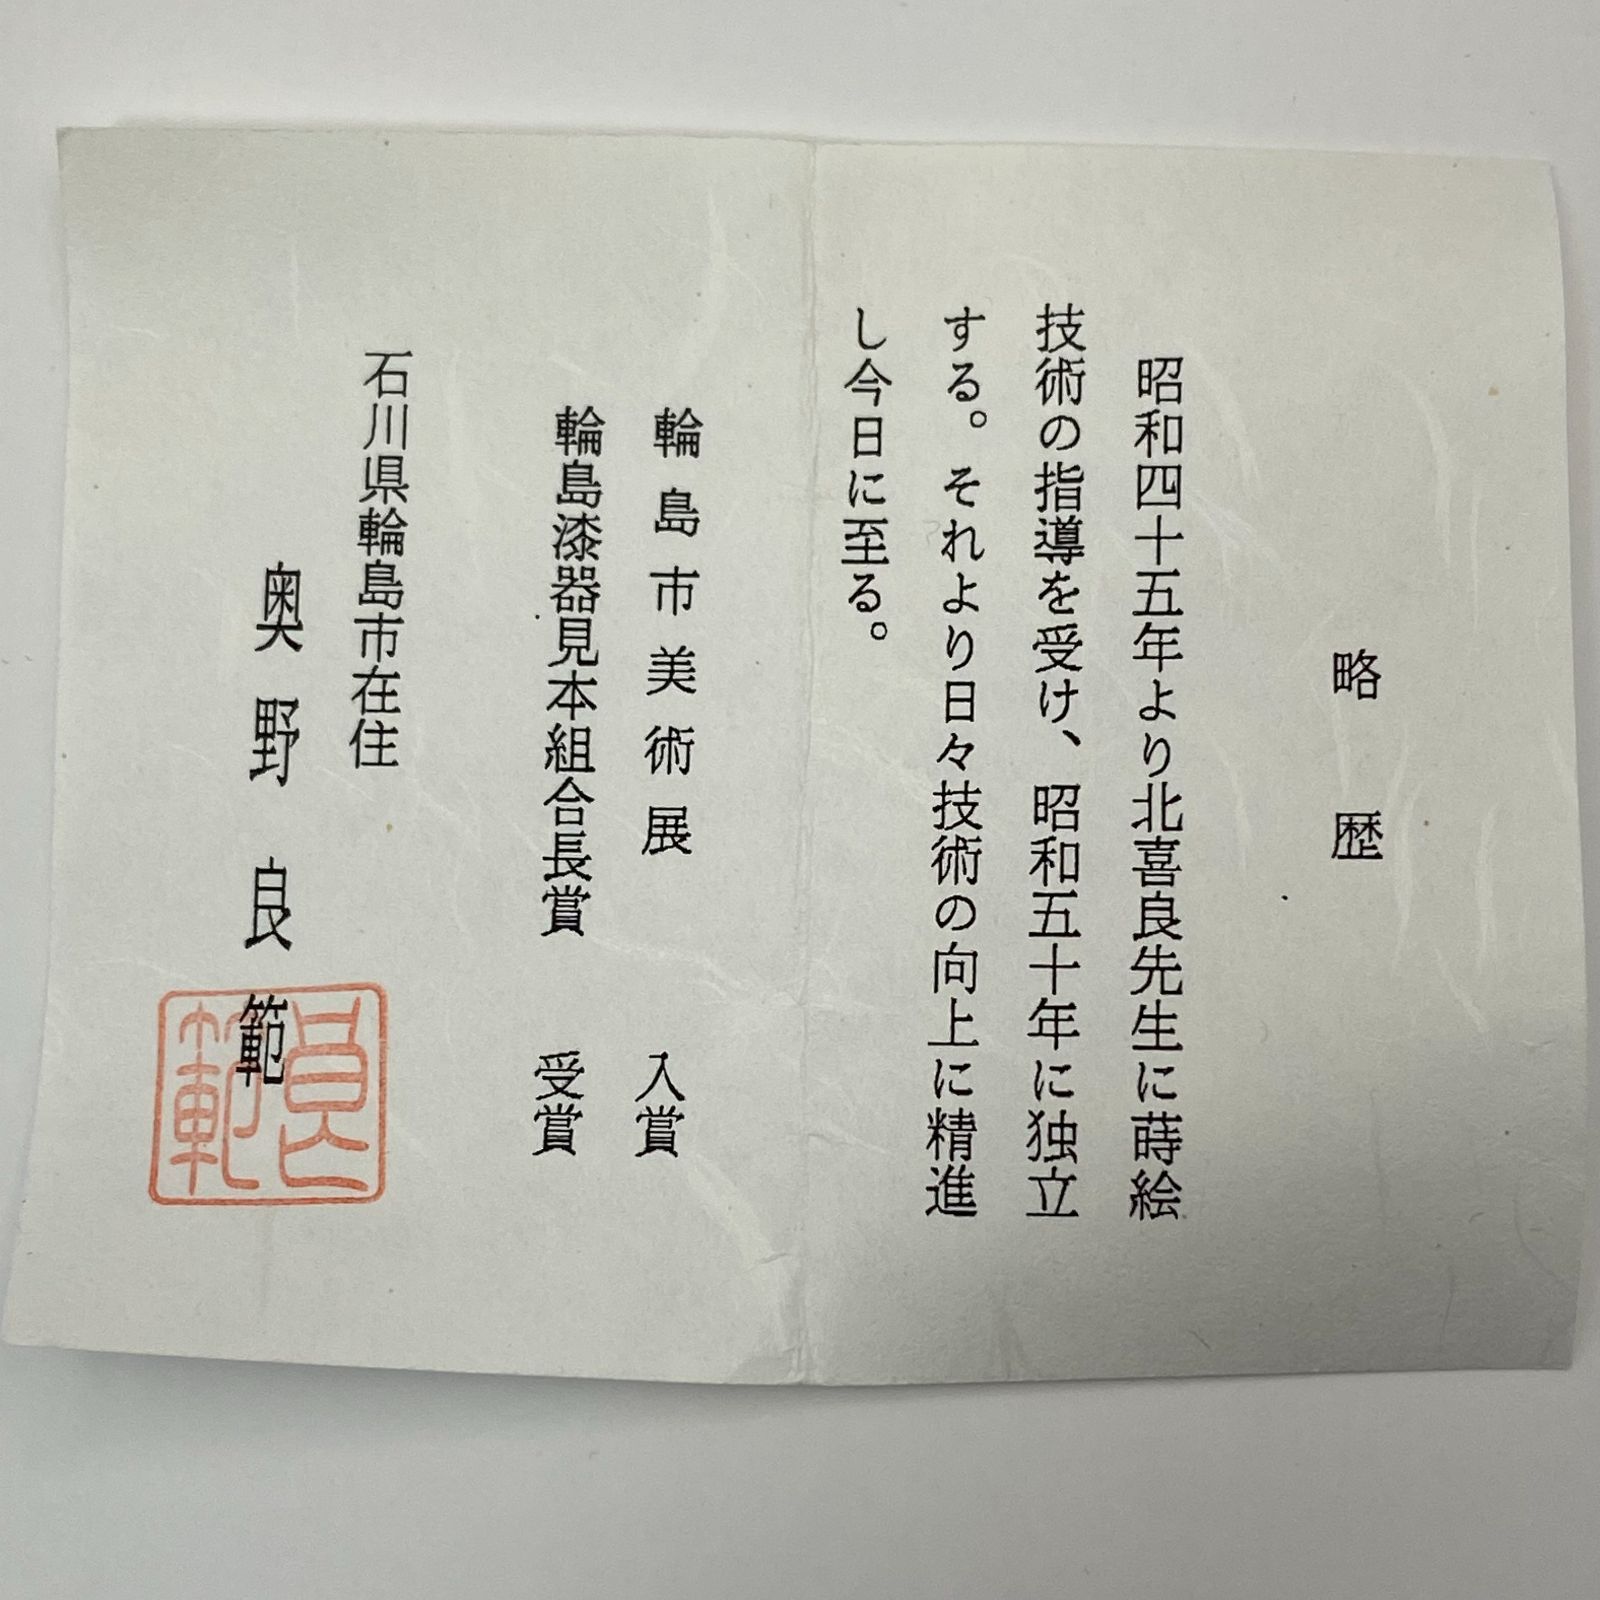 略歴
昭和四十五年より北喜良先生に蒔絵
技術の指導を受け、昭和五十年に独立
する。それより日々技術の向上に精進
し今日に至る。
輪島市美術展 入賞
輪島漆器見本組合長賞 受賞
石川県輪島市在住
奥野良範
良範